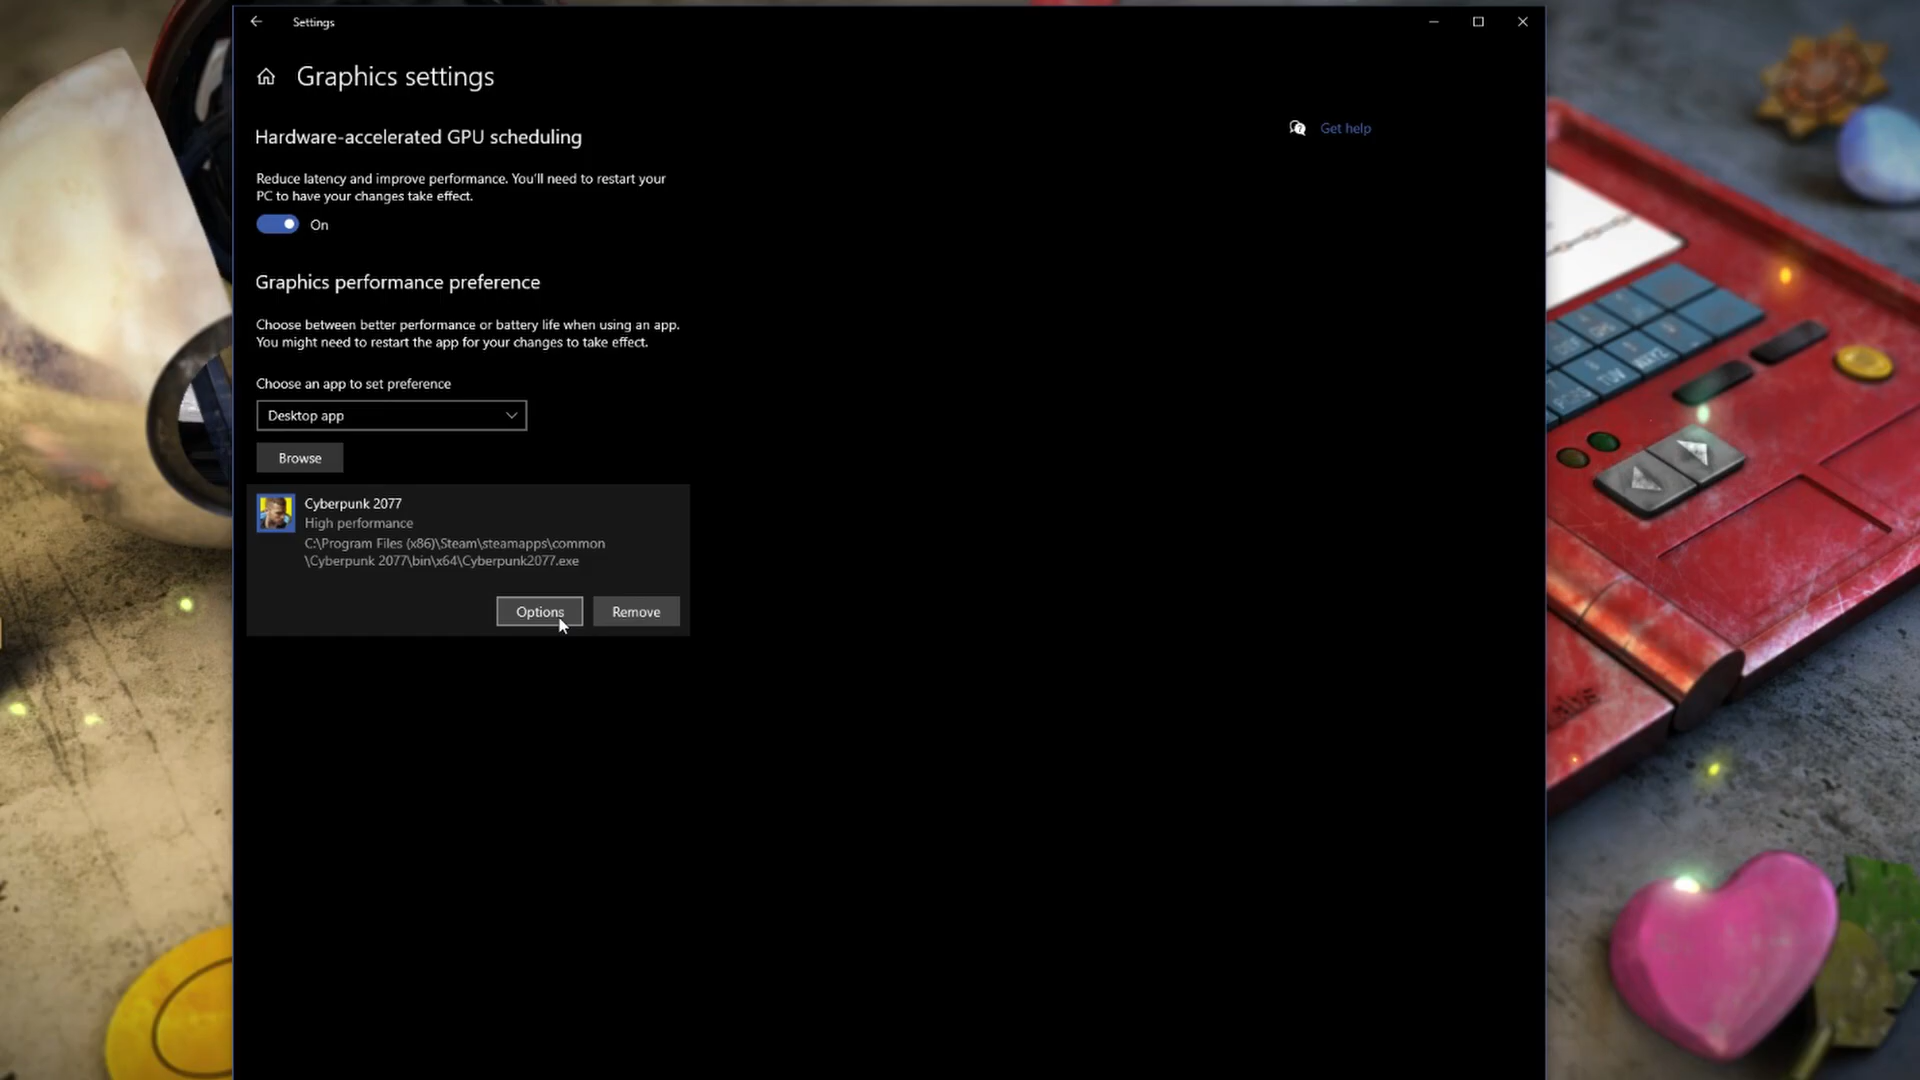 Settings
Graphics settings
Get help
Hardware-accelerated GPU scheduling
Reduce latency and improve performance. You'll need to restart your
PC to have your changes take effect.
On
Graphics performance preference
Choose between better performance or battery life when using an app.
You might need to restart the app for your changes to take effect.
Choose an app to set preference
Desktop app
Browse
Cyberpunk 2077
High performance
C:\Program Files (x86)\Steam\steamapps\common
\Cyberpunk 2077\bin\x64\Cyberpunk2077.exe
Options
Remove
TUV
WXYZ